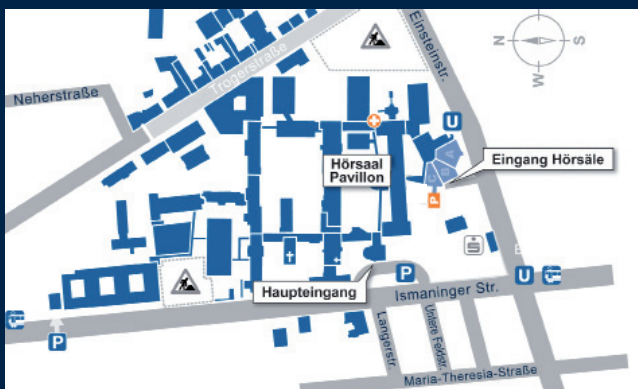 Einsteinstr.
N
S
W
Trogerstraße
Neherstraße
U
Hörsaal
Pavillon
A
B
C
Eingang Hörsäle
P
Haupteingang
P
Ismaninger Str.
U
P
Langerstr.
Untere Feldstr.
Maria-Theresia-Straße